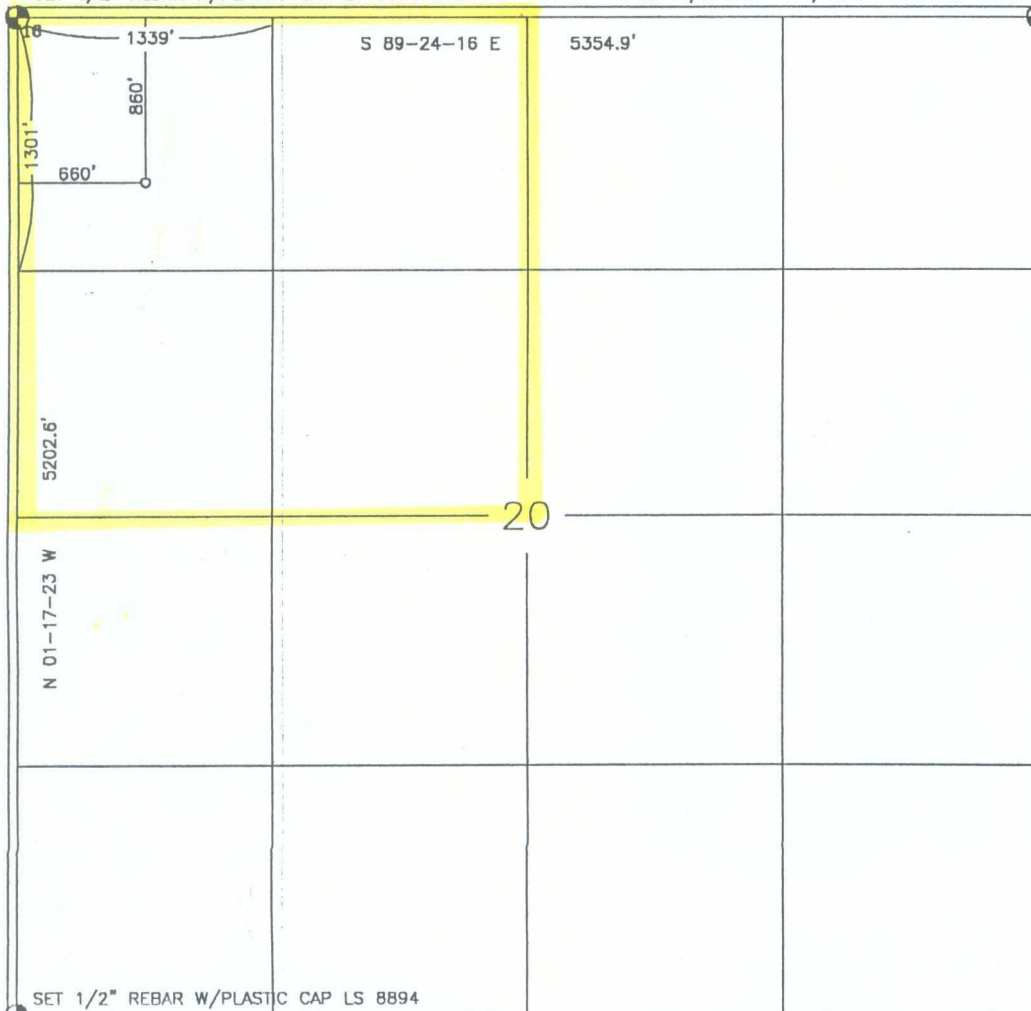 18
1339'
S 89-24-16 E 5354.9'
860'
1301'
660'
5202.6'
20
N 01-17-23 W
SET 1/2" REBAR W/PLASTIC CAP LS 8894